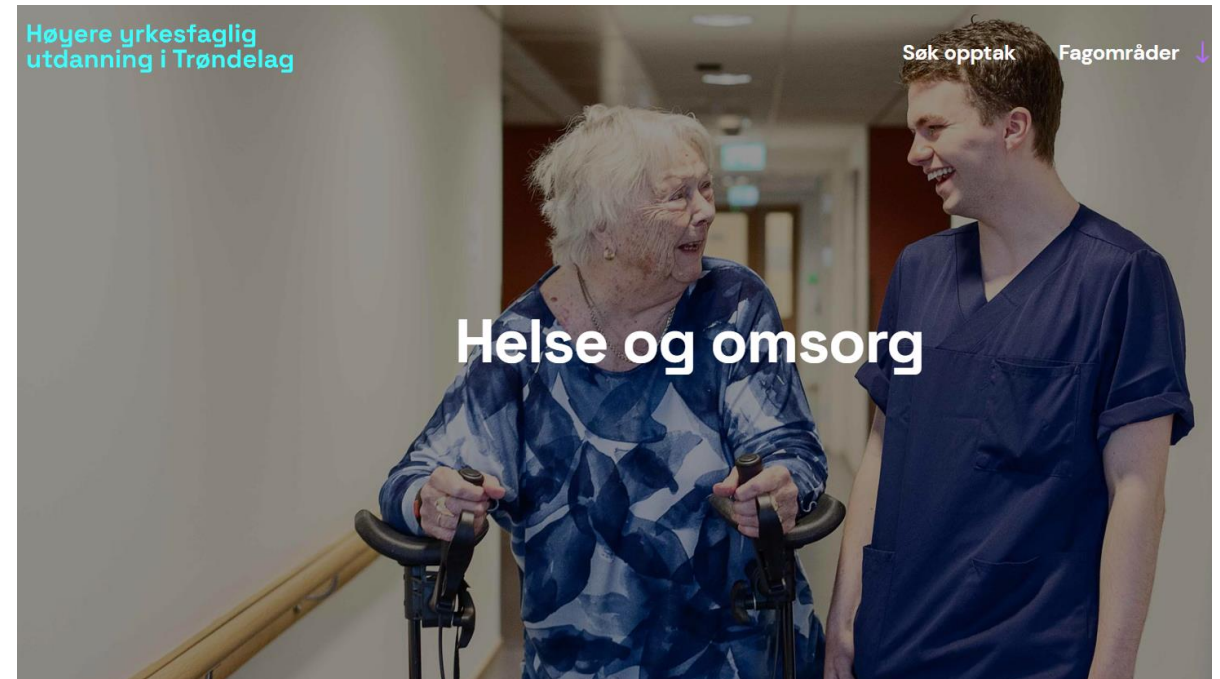 Høyere yrkesfaglig
utdanning i Trøndelag
Søk opptak
Fagområder ↓
Helse og omsorg